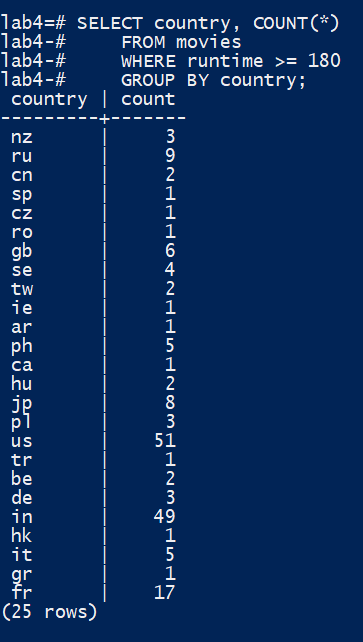 lab4=# SELECT country, COUNT(*)
lab4-#     FROM movies
lab4-#     WHERE runtime >= 180
lab4-#     GROUP BY country;
 country | count
---------+-------
 nz      |     3
 ru      |     9
 cn      |     2
 sp      |     1
 cz      |     1
 ro      |     1
 gb      |     6
 se      |     4
 tw      |     2
 ie      |     1
 ar      |     1
 ph      |     5
 ca      |     1
 hu      |     2
 jp      |     8
 pl      |     3
 us      |    51
 tr      |     1
 be      |     2
 de      |     3
 in      |    49
 hk      |     1
 it      |     5
 gr      |     1
 fr      |    17
(25 rows)